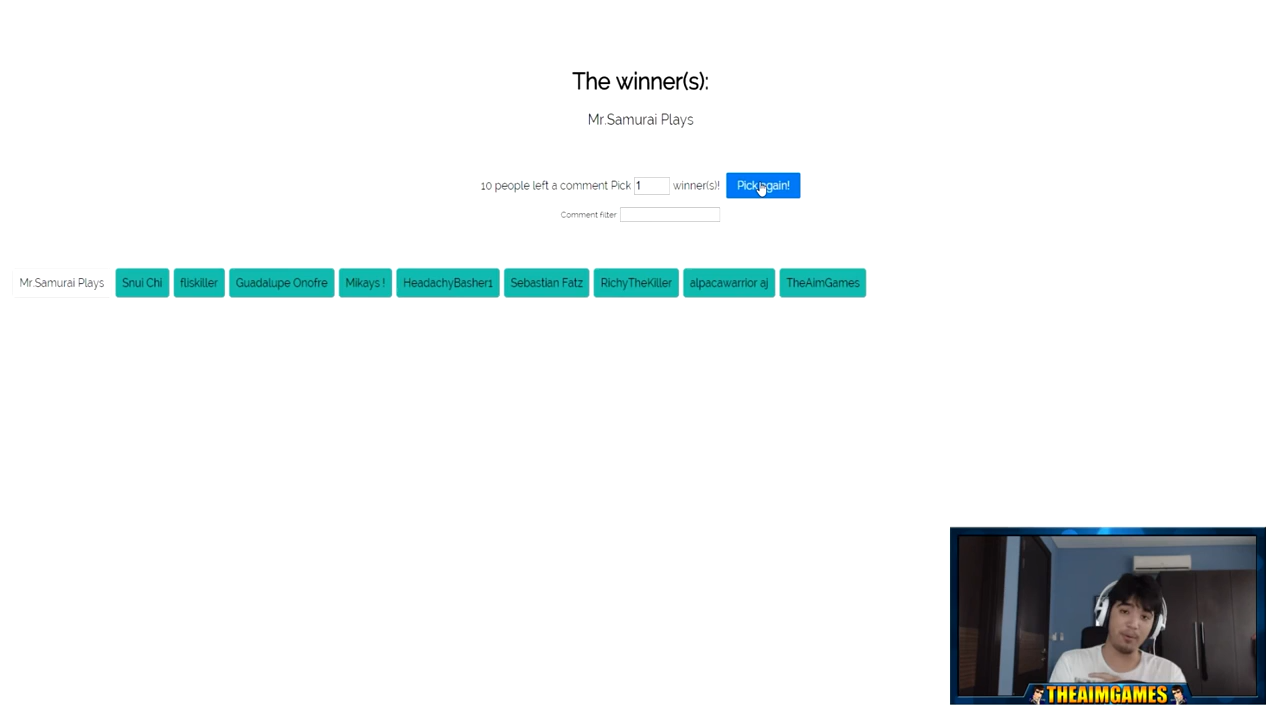 The winner(s):
Mr.Samurai Plays
10 people left a comment Pick 1 winner(s)! Pick again!
Comment filter
Mr.Samurai Plays Snui Chi fliskiller Guadalupe Onofre Mikays ! HeadachyBasher1 Sebastian Fatz RichyTheKiller alpacawarrior aj TheAimGames
THEAIMGAMES